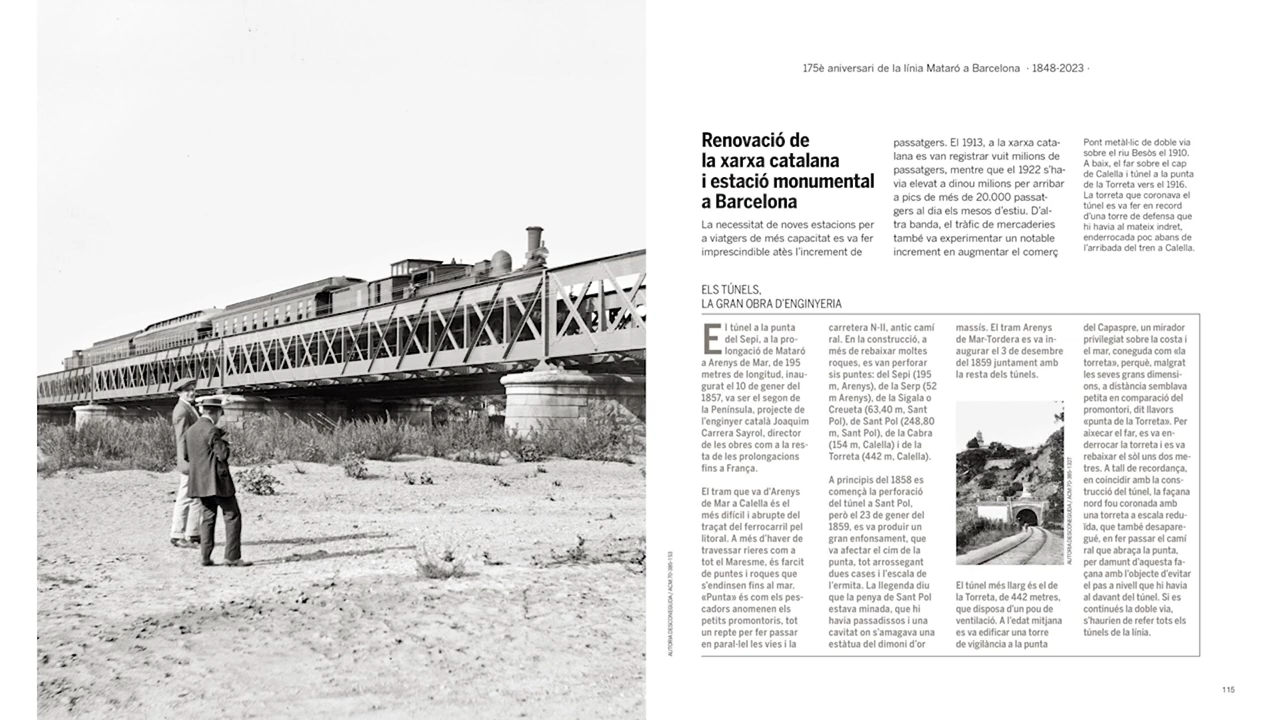 175è aniversari de la línia Mataró a Barcelona · 1848-2023 ·
Renovació de
la xarxa catalana
i estació monumental
a Barcelona
La necessitat de noves estacions per
a viatgers de més capacitat es va fer
imprescindible atès l'increment de
passatgers. El 1913, a la xarxa cata-
lana es van registrar vuit milions de
passatgers, mentre que el 1922 s'ha-
via elevat a dinou milions per arribar
a pics de més de 20.000 passat-
gers al dia els mesos d'estiu. D'al-
tra banda, el tràfic de mercaderies
també va experimentar un notable
increment en augmentar el comerç
Pont metàl·lic de doble via
sobre el riu Besòs el 1910.
A baix, el far sobre el cap
de Calella i túnel a la punta
de la Torreta vers el 1916.
La torreta que coronava el
túnel es va fer en record
d'una torre de defensa que
hi havia al mateix indret,
enderrocada poc abans de
l'arribada del tren a Calella.
ELS TÚNELS,
LA GRAN OBRA D'ENGINYERIA
El túnel a la punta
del Sepi, a la pro-
longació de Mataró
a Arenys de Mar, de 195
metres de longitud, inau-
gurat el 10 de gener del
1857, va ser el segon de
la Península, projecte de
l'enginyer català Joaquim
Carrera Sayrol, director
de les obres com a la res-
ta de les prolongacions
fins a França.
El tram que va d'Arenys
de Mar a Calella és el
més difícil i abrupte del
traçat del ferrocarril pel
litoral. A més d'haver de
travessar rieres com a
tot el Maresme, és farcit
de puntes i roques que
s'endinsen fins al mar.
«Punta» és com els pes-
cadors anomenen els
petits promontoris, tot
un repte per fer passar
en paral·lel les vies i la
carretera N-II, antic camí
ral. En la construcció, a
més de rebaixar moltes
roques, es van perforar
sis puntes: del Sepi (195
m, Arenys), de la Serp (52
m Arenys), de la Sigala o
Creueta (63,40 m, Sant
Pol), de Sant Pol (248,80
m, Sant Pol), de la Cabra
(154 m, Calella) i de la
Torreta (442 m, Calella).
A principis del 1858 es
començà la perforació
del túnel a Sant Pol,
però el 23 de gener del
1859, es va produir un
gran enfonsament, que
va afectar el cim de la
punta, tot arrossegant
dues cases i l'escala de
l'ermita. La llegenda diu
que la penya de Sant Pol
estava minada, que hi
havia passadissos i una
cavitat on s'amagava una
estàtua del dimoni d'or
massís. El tram Arenys
de Mar-Tordera es va in-
augurar el 3 de desembre
del 1859 juntament amb
la resta dels túnels.
AUTORIA DESCONEGUDA / ACM 70-385-1327
El túnel més llarg és el de
la Torreta, de 442 metres,
que disposa d'un pou de
ventilació. A l'edat mitjana
es va edificar una torre
de vigilància a la punta
del Capaspre, un mirador
privilegiat sobre la costa i
el mar, coneguda com «la
torreta», perquè, malgrat
les seves grans dimensi-
ons, a distància semblava
petita en comparació del
promontori, dit llavors
«punta de la Torreta». Per
aixecar el far, es va en-
derrocar la torreta i es va
rebaixar el sòl uns dos me-
tres. A tall de recordança,
en coincidir amb la cons-
trucció del túnel, la façana
nord fou coronada amb
una torreta a escala redu-
ïda, que també desapare-
gué, en fer passar el camí
ral que abraça la punta,
per damunt d'aquesta fa-
çana amb l'objecte d'evitar
el pas a nivell que hi havia
al davant del túnel. Si es
continués la doble via,
s'haurien de refer tots els
túnels de la línia.
AUTORIA DESCONEGUDA / ACM 70-385-153
115